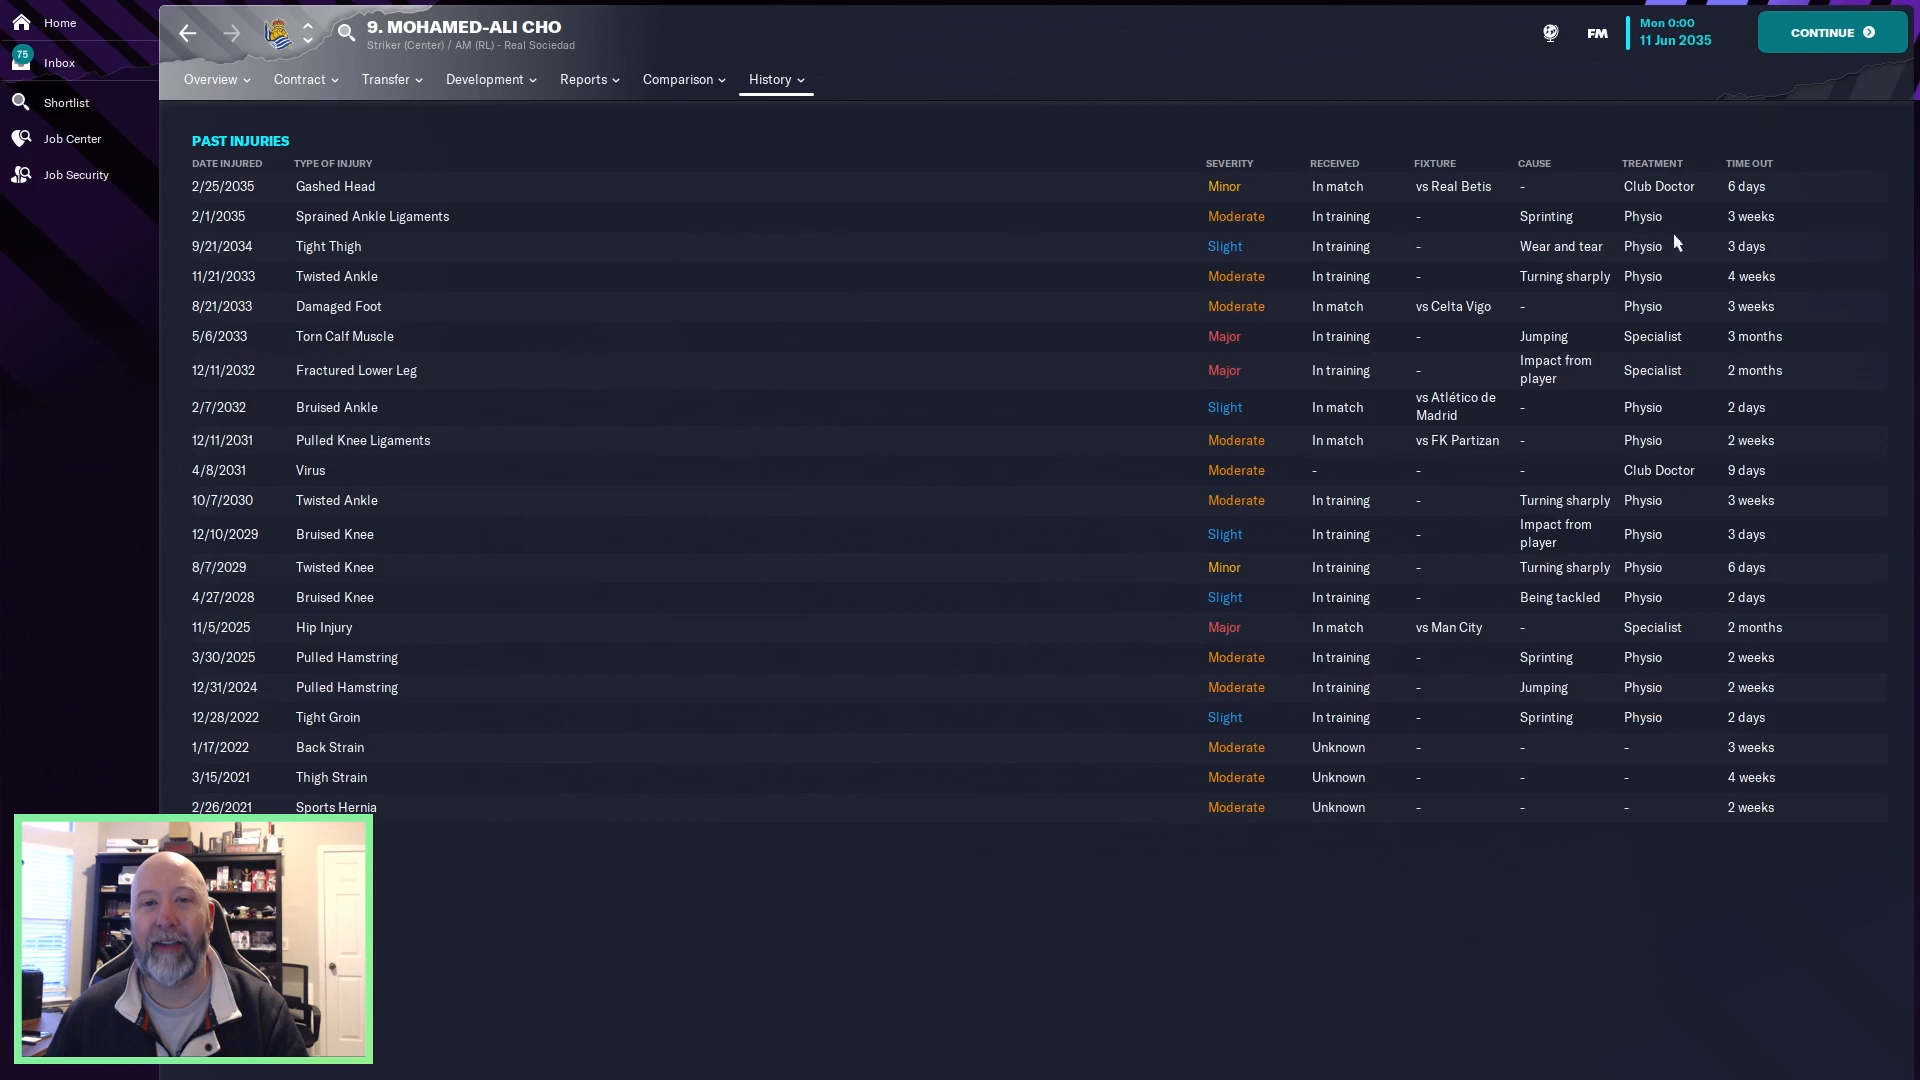 Home
75
Inbox
Shortlist
Job Center
Job Security
9. MOHAMED-ALI CHO
Striker (Center) / AM (RL) - Real Sociedad
FM
Mon 0:00
11 Jun 2035
CONTINUE
Overview Contract Transfer Development Reports Comparison History
PAST INJURIES
DATE INJURED TYPE OF INJURY SEVERITY RECEIVED FIXTURE CAUSE TREATMENT TIME OUT
2/25/2035 Gashed Head Minor In match vs Real Betis - Club Doctor 6 days
2/1/2035 Sprained Ankle Ligaments Moderate In training - Sprinting Physio 3 weeks
9/21/2034 Tight Thigh Slight In training - Wear and tear Physio 3 days
11/21/2033 Twisted Ankle Moderate In training - Turning sharply Physio 4 weeks
8/21/2033 Damaged Foot Moderate In match vs Celta Vigo - Physio 3 weeks
5/6/2033 Torn Calf Muscle Major In training - Jumping Specialist 3 months
12/11/2032 Fractured Lower Leg Major In training - Impact from player Specialist 2 months
2/7/2032 Bruised Ankle Slight In match vs Atlético de Madrid - Physio 2 days
12/11/2031 Pulled Knee Ligaments Moderate In match vs FK Partizan - Physio 2 weeks
4/8/2031 Virus Moderate - - - Club Doctor 9 days
10/7/2030 Twisted Ankle Moderate In training - Turning sharply Physio 3 weeks
12/10/2029 Bruised Knee Slight In training - Impact from player Physio 3 days
8/7/2029 Twisted Knee Minor In training - Turning sharply Physio 6 days
4/27/2028 Bruised Knee Slight In training - Being tackled Physio 2 days
11/5/2025 Hip Injury Major In match vs Man City - Specialist 2 months
3/30/2025 Pulled Hamstring Moderate In training - Sprinting Physio 2 weeks
12/31/2024 Pulled Hamstring Moderate In training - Jumping Physio 2 weeks
12/28/2022 Tight Groin Slight In training - Sprinting Physio 2 days
1/17/2022 Back Strain Moderate Unknown - - - 3 weeks
3/15/2021 Thigh Strain Moderate Unknown - - - 4 weeks
2/26/2021 Sports Hernia Moderate Unknown - - - 2 weeks